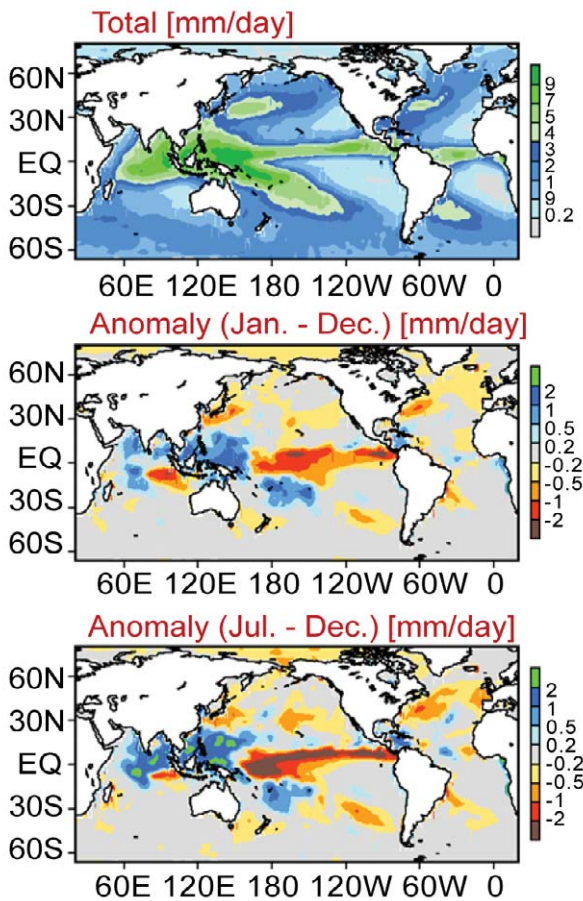 Total [mm/day]
60N
30N
EQ
30S
60S
9
7
5
4
3
2
1
9
0.2
60E 120E 180 120W 60W 0
Anomaly (Jan. - Dec.) [mm/day]
60N
30N
EQ
30S
60S
2
1
0.5
0.2
-0.2
-0.5
-1
-2
60E 120E 180 120W 60W 0
Anomaly (Jul. - Dec.) [mm/day]
60N
30N
EQ
30S
60S
2
1
0.5
0.2
-0.2
-0.5
-1
-2
60E 120E 180 120W 60W 0